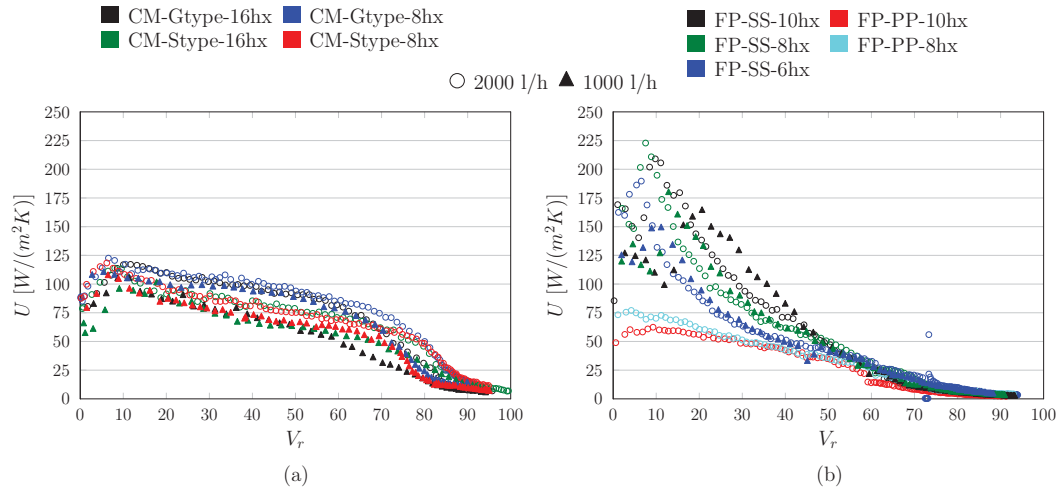 CM-Gtype-16hx CM-Gtype-8hx
CM-Stype-16hx CM-Stype-8hx
FP-SS-10hx FP-PP-10hx
FP-SS-8hx FP-PP-8hx
FP-SS-6hx
2000 l/h 1000 l/h
250
225
200
175
150
125
100
75
50
25
0
U [W/(m²K)]
0 10 20 30 40 50 60 70 80 90 100
V_r
(a)
250
225
200
175
150
125
100
75
50
25
0
U [W/(m²K)]
0 10 20 30 40 50 60 70 80 90 100
V_r
(b)